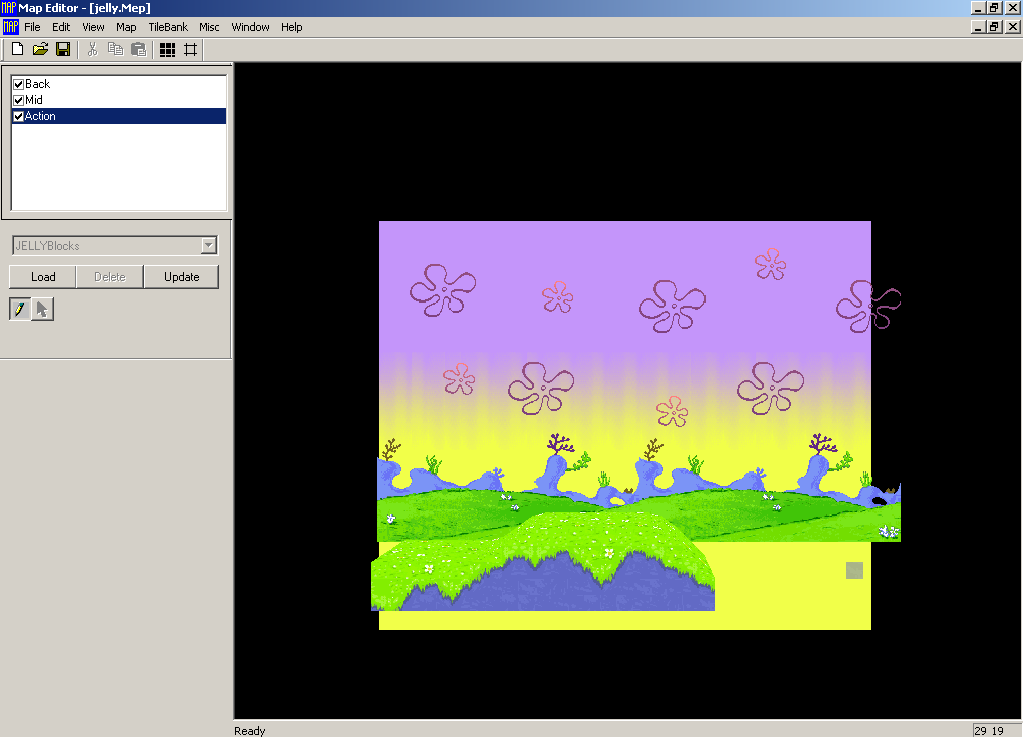 MAP Map Editor - [jelly.Mep]
MAP File Edit View Map TileBank Misc Window Help
Back
Mid
Action
JELLYBlocks
Load Delete Update
Ready 29 19